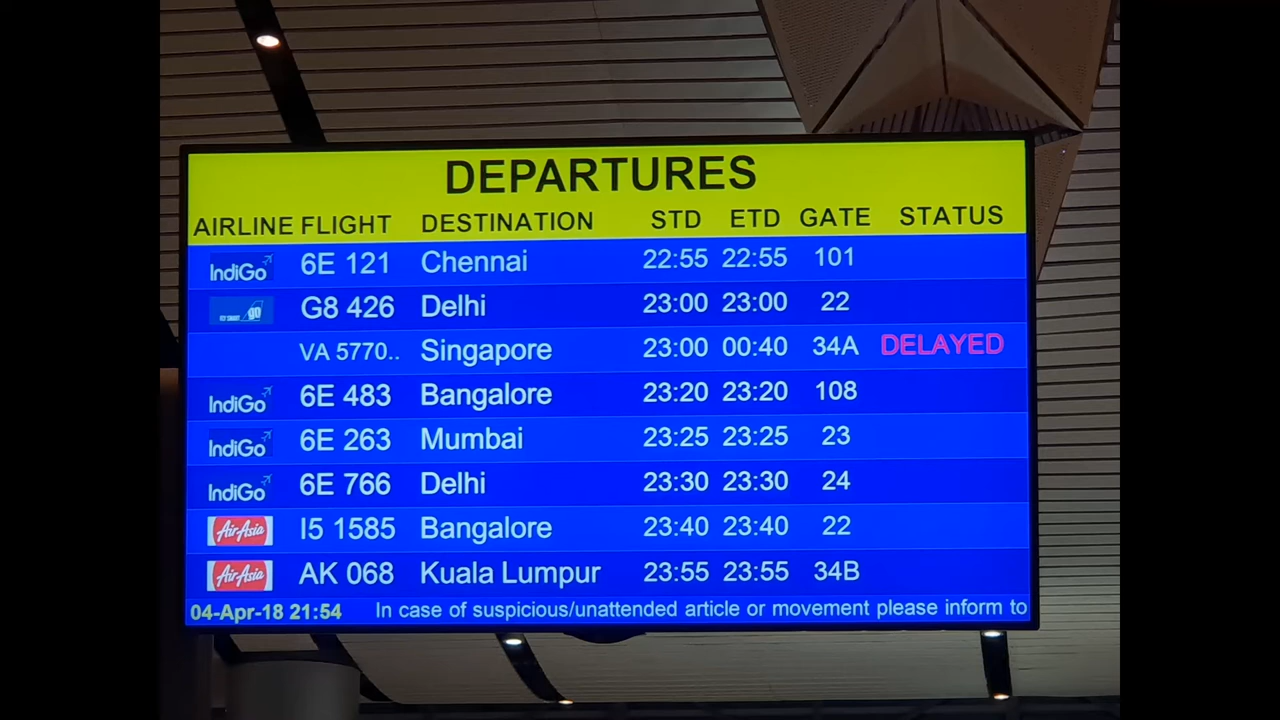 DEPARTURES
AIRLINE FLIGHT DESTINATION STD ETD GATE STATUS
IndiGo 6E 121 Chennai 22:55 22:55 101
go G8 426 Delhi 23:00 23:00 22
VA 5770.. Singapore 23:00 00:40 34A DELAYED
IndiGo 6E 483 Bangalore 23:20 23:20 108
IndiGo 6E 263 Mumbai 23:25 23:25 23
IndiGo 6E 766 Delhi 23:30 23:30 24
AirAsia I5 1585 Bangalore 23:40 23:40 22
AirAsia AK 068 Kuala Lumpur 23:55 23:55 34B
04-Apr-18 21:54 In case of suspicious/unattended article or movement please inform to